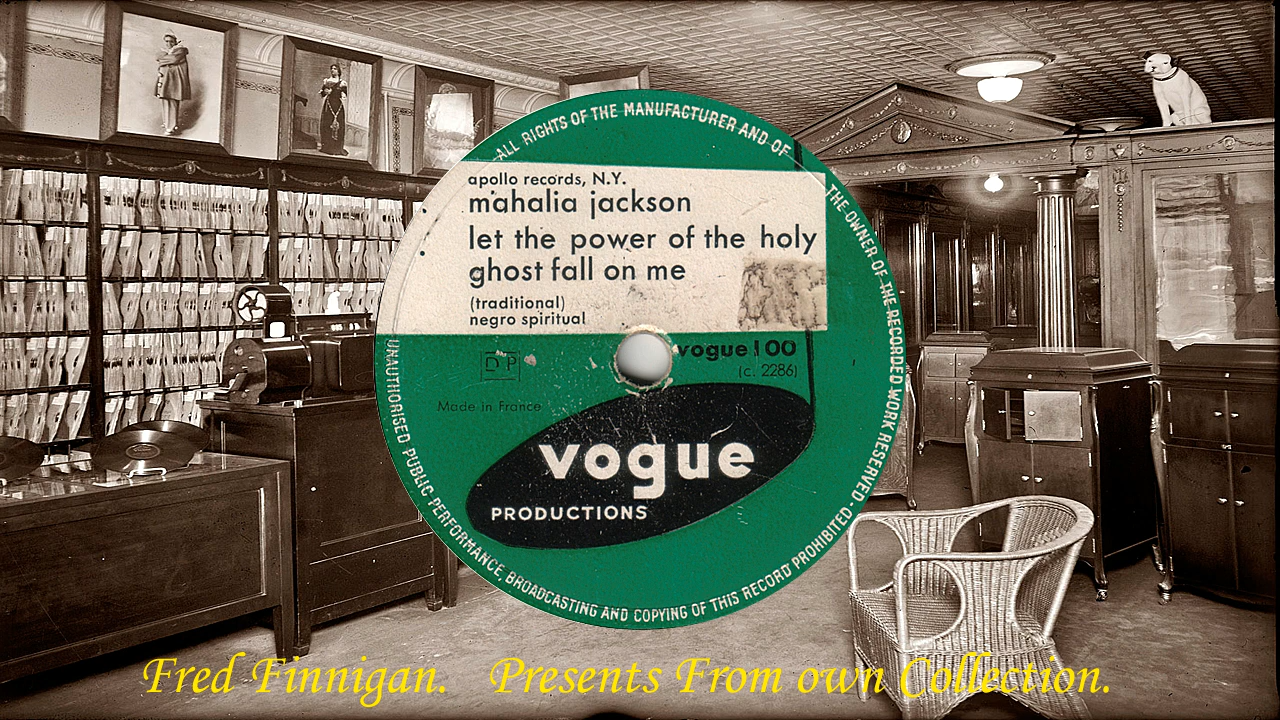 ALL RIGHTS OF THE MANUFACTURER AND OF THE OWNER OF THE RECORDED WORK RESERVED - UNAUTHORISED PUBLIC PERFORMANCE, BROADCASTING AND COPYING OF THIS RECORD PROHIBITED -
apollo records, N.Y.
mahalia jackson
let the power of the holy
ghost fall on me
(traditional)
negro spiritual
vogue 100
DP
(c. 2286)
Made in France
vogue
PRODUCTIONS
Fred Finnigan. Presents From own Collection.